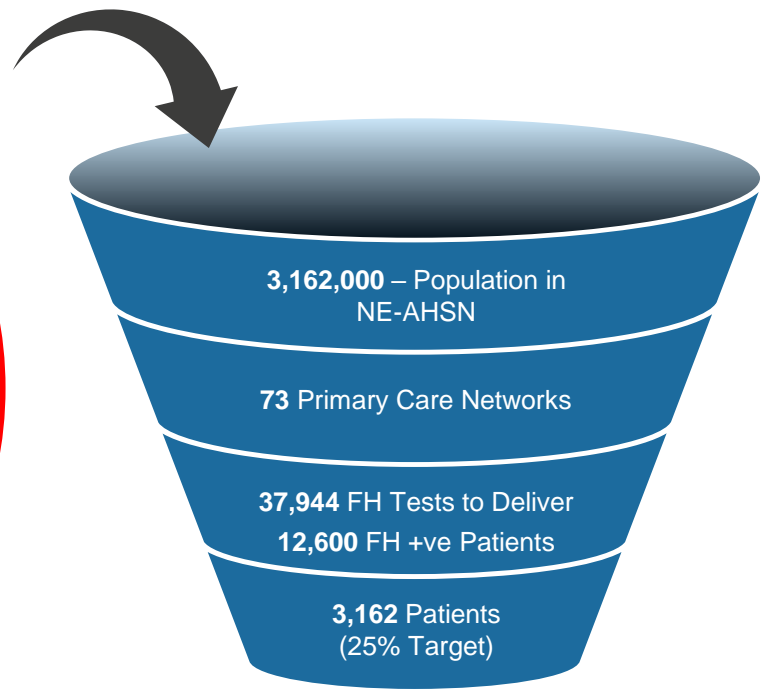 3,162,000 – Population in
NE-AHSN
73 Primary Care Networks
37,944 FH Tests to Deliver
12,600 FH +ve Patients
3,162 Patients
(25% Target)